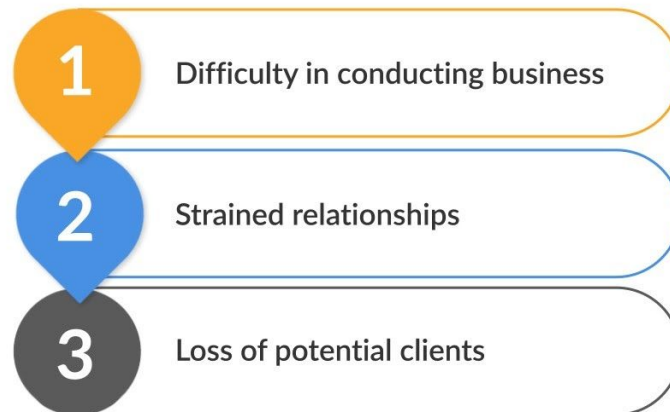 1 Difficulty in conducting business
2 Strained relationships
3 Loss of potential clients